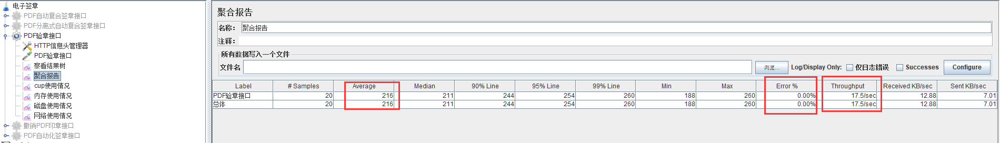 电子签章
PDF自动复合签章接口
PDF分离式自动复合签章接口
PDF验章接口
HTTP信息头管理器
PDF验章接口
察看结果树
聚合报告
cup使用情况
内存使用情况
磁盘使用情况
网络使用情况
撤销PDF印章接口
PDF自动化签章接口
聚合报告
名称： 聚合报告
注释：
所有数据写入一个文件
文件名 浏览... Log/Display Only: 仅日志错误 Successes Configure
Label # Samples Average Median 90% Line 95% Line 99% Line Min Max Error % Throughput Received KB/sec Sent KB/sec
PDF验章接口 20 216 211 244 254 260 188 260 0.00% 17.5/sec 12.88 7.01
总体 20 216 211 244 254 260 188 260 0.00% 17.5/sec 12.88 7.01